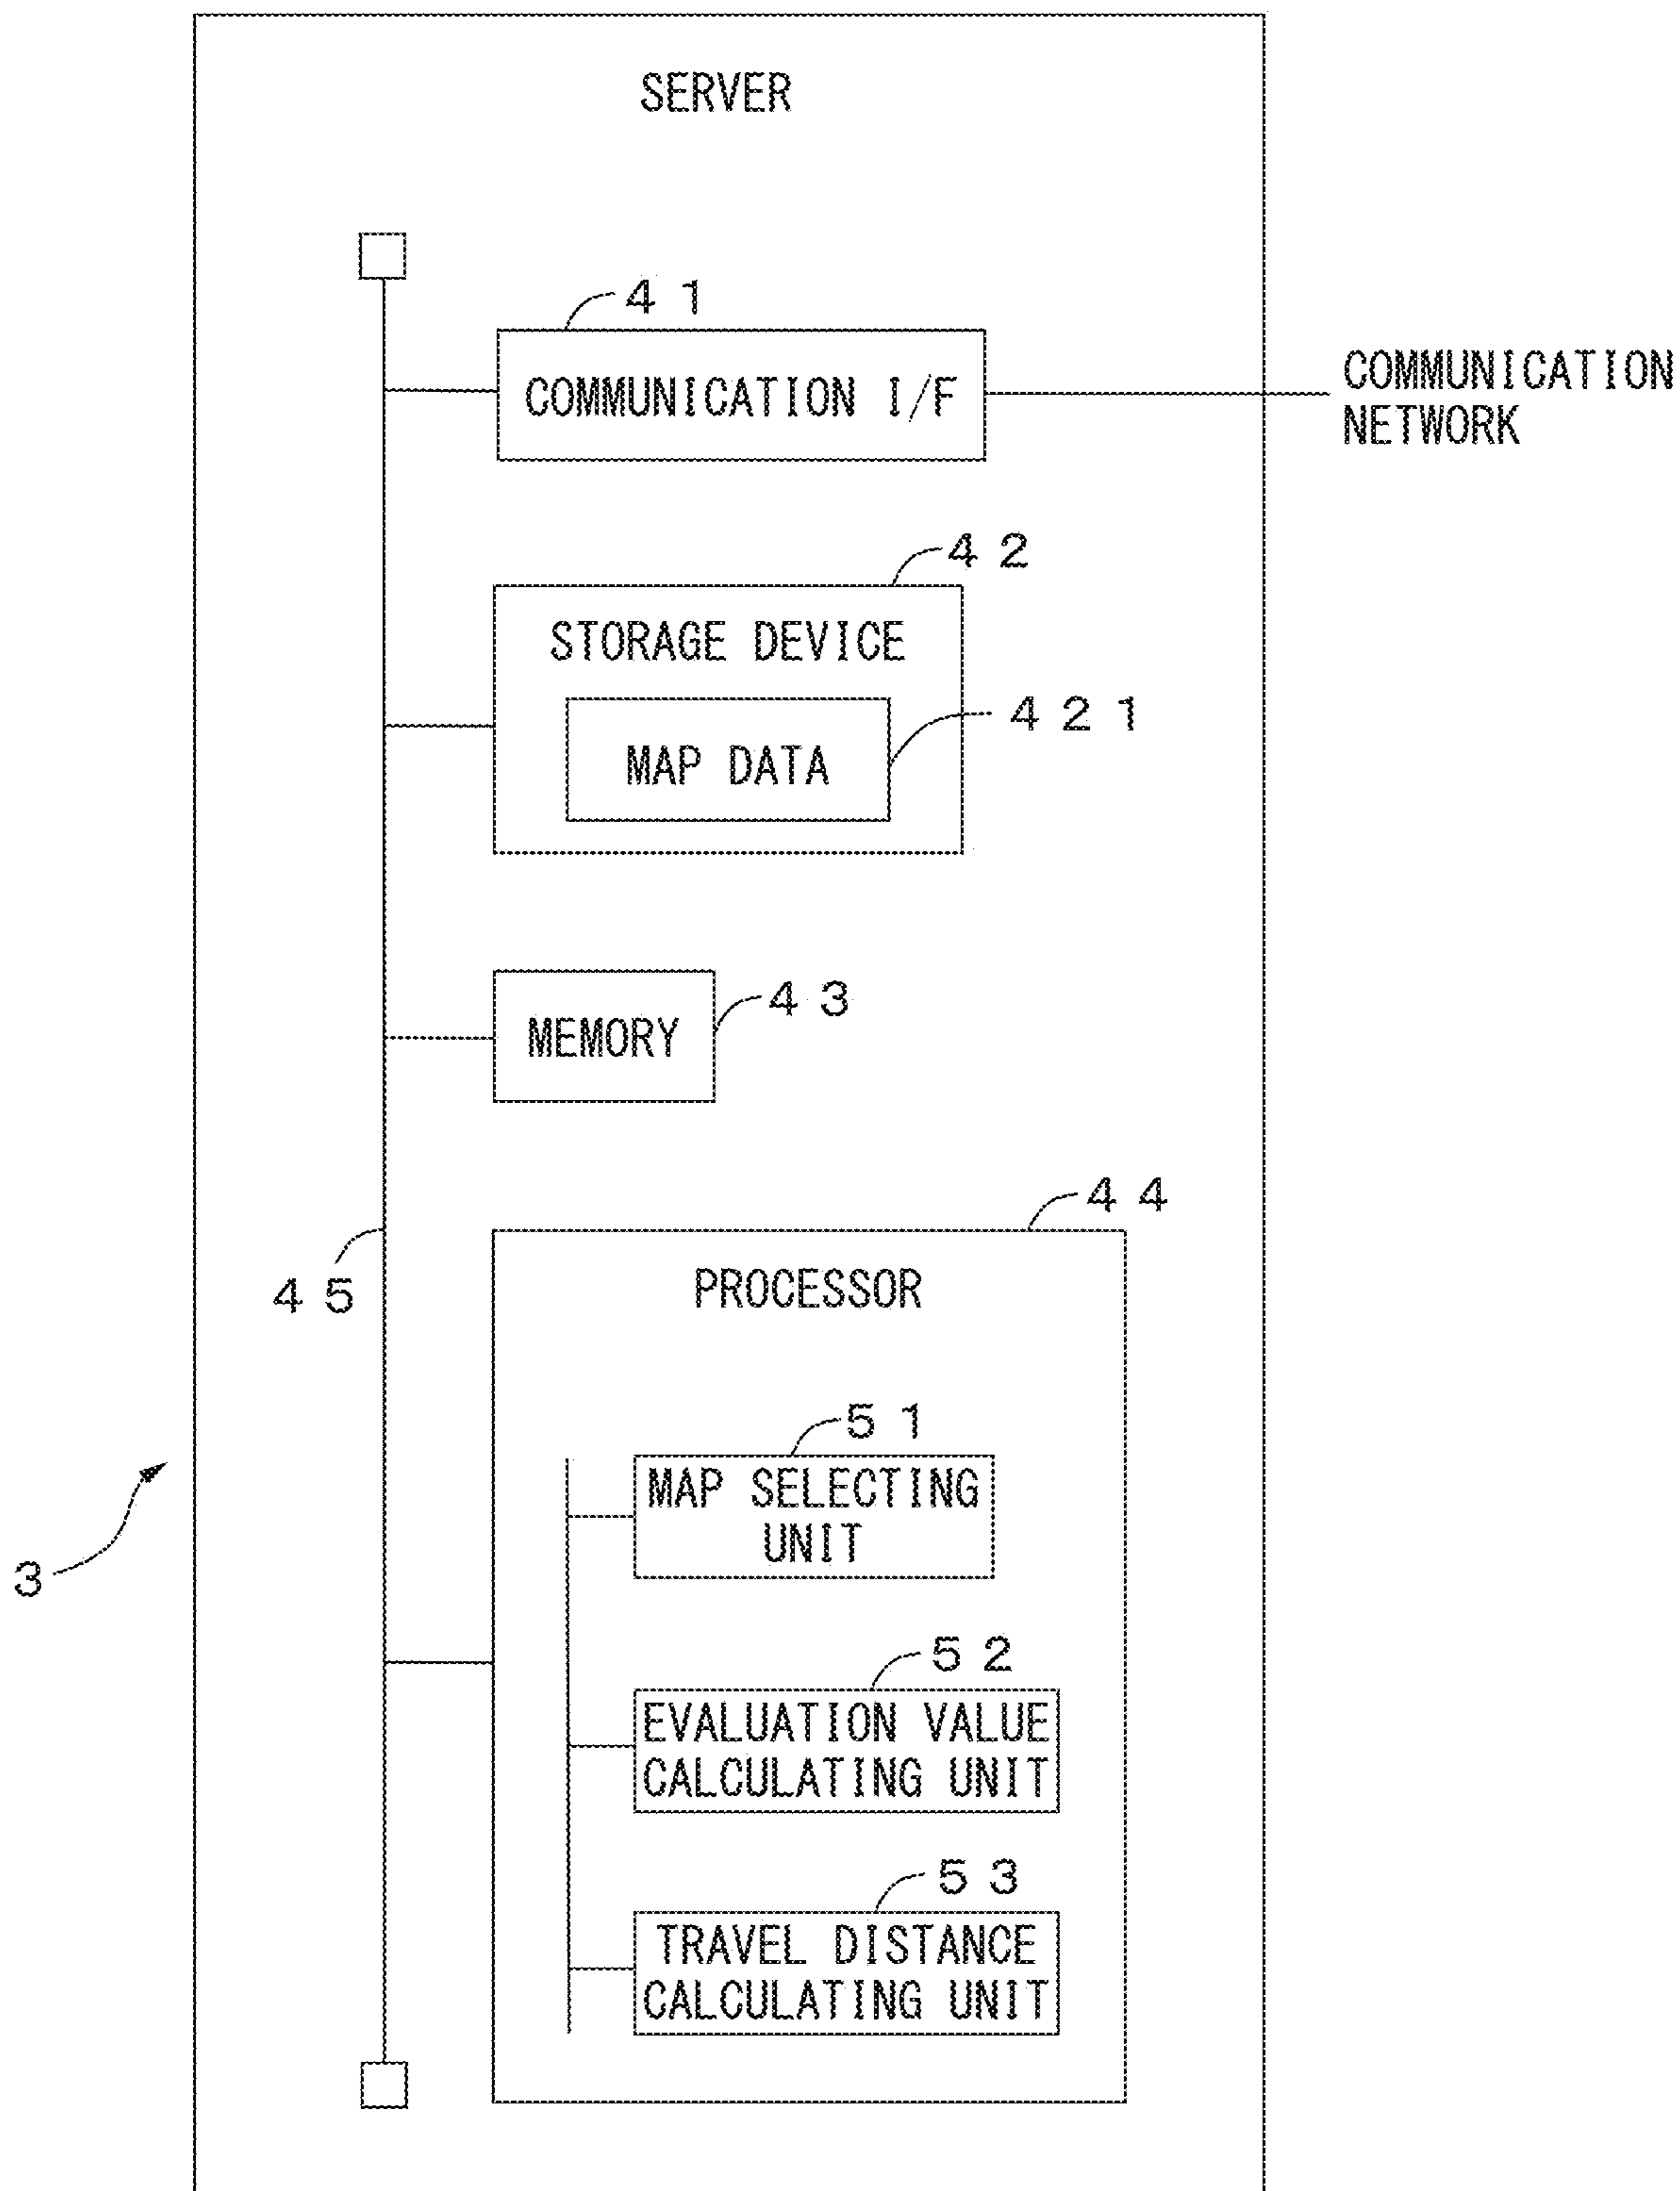 SERVER
41
COMMUNICATION I/F
COMMUNICATION
NETWORK
42
STORAGE DEVICE
421
MAP DATA
43
MEMORY
44
45
PROCESSOR
51
MAP SELECTING
UNIT
3
52
EVALUATION VALUE
CALCULATING UNIT
53
TRAVEL DISTANCE
CALCULATING UNIT